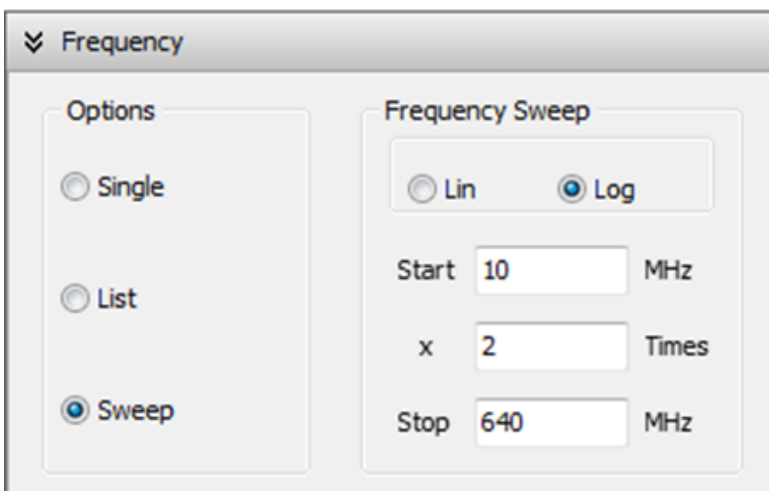 Frequency
Options
Single
List
Sweep
Frequency Sweep
Lin Log
Start 10 MHz
x 2 Times
Stop 640 MHz